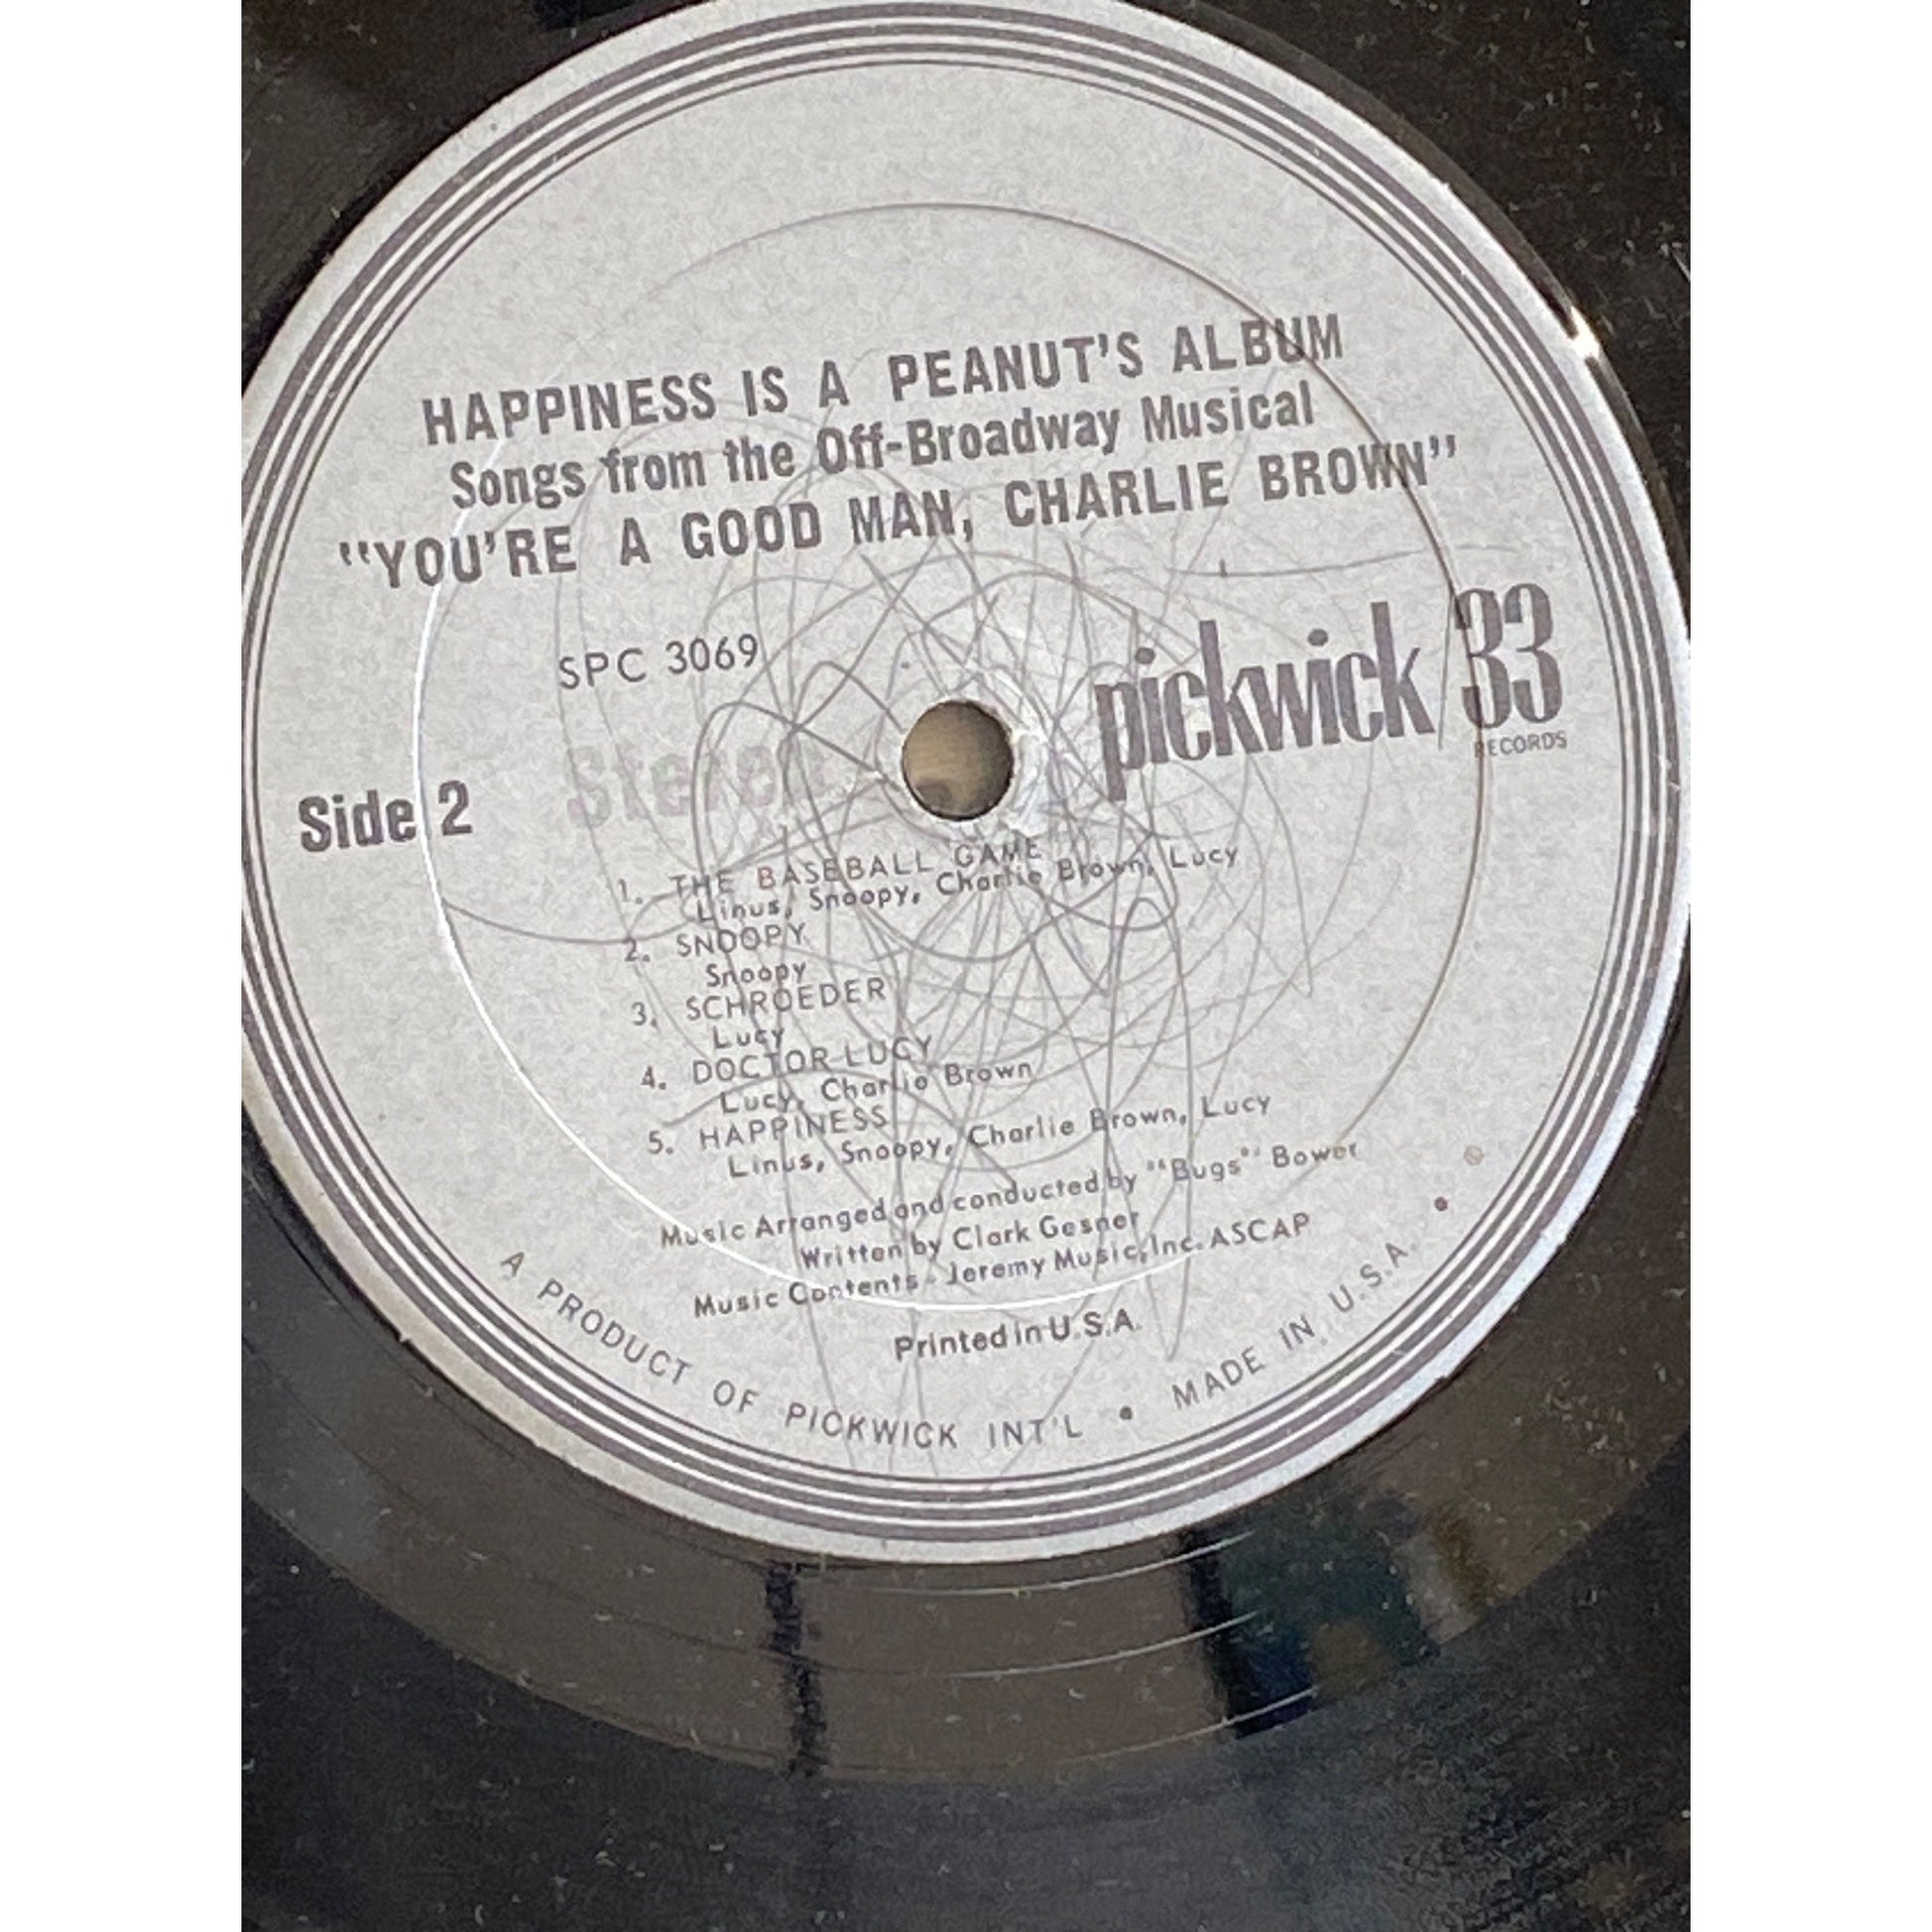 HAPPINESS IS A PEANUT'S ALBUM
Songs from the Off-Broadway Musical
"YOU'RE A GOOD MAN, CHARLIE BROWN"
SPC 3069
pickwick/33
RECORDS
Stereo
Side 2
1. THE BASEBALL GAME
Linus, Snoopy, Charlie Brown, Lucy
2. SNOOPY
Snoopy
3. SCHROEDER
Lucy
4. DOCTOR LUCY
Lucy, Charlie Brown
5. HAPPINESS
Linus, Snoopy, Charlie Brown, Lucy
Music Arranged and conducted by "Bugs" Bower
Written by Clark Gesner
Music Contents - Jeremy Music, Inc. ASCAP
Printed in U.S.A.
A PRODUCT OF PICKWICK INT'L • MADE IN U.S.A. •